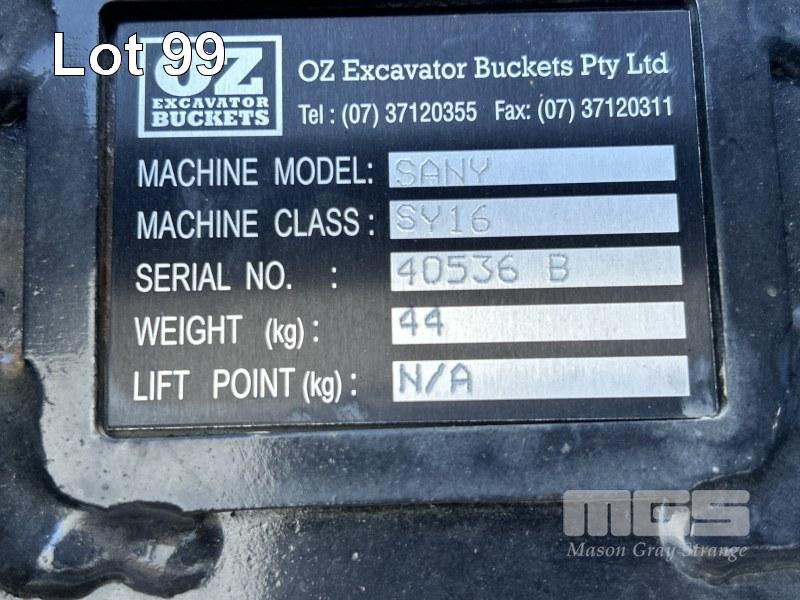 Lot 99
OZ
EXCAVATOR
BUCKETS
OZ Excavator Buckets Pty Ltd
Tel : (07) 37120355 Fax: (07) 37120311
MACHINE MODEL: SANY
MACHINE CLASS : SY16
SERIAL NO. : 40536 B
WEIGHT (kg) : 44
LIFT POINT (kg) : N/A
MGS
Mason Gray Strange